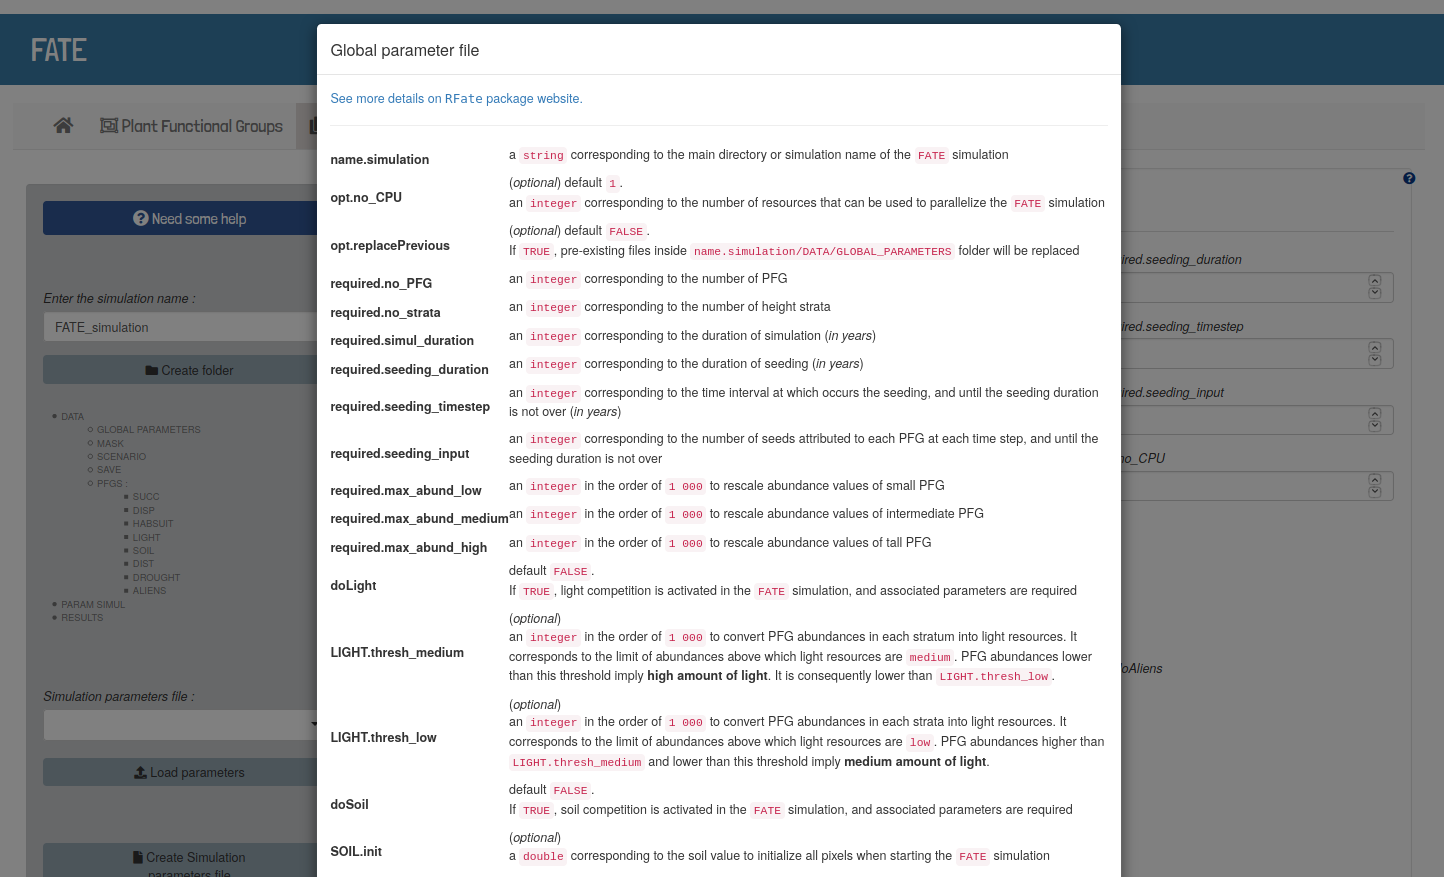 FATE
Plant Functional Groups
Need some help
Enter the simulation name :
FATE_simulation
Create folder
DATA
GLOBAL PARAMETERS
MASK
SCENARIO
SAVE
PFGS :
SUCC
DISP
HABSUIT
LIGHT
SOIL
DIST
DROUGHT
ALIENS
PARAM SIMUL
RESULTS
Simulation parameters file :
Load parameters
Create Simulation
parameters file
Global parameter file
See more details on RFate package website.
name.simulation
a string corresponding to the main directory or simulation name of the FATE simulation
opt.no_CPU
(optional) default 1.
an integer corresponding to the number of resources that can be used to parallelize the FATE simulation
opt.replacePrevious
(optional) default FALSE.
If TRUE, pre-existing files inside name.simulation/DATA/GLOBAL_PARAMETERS folder will be replaced
required.no_PFG
an integer corresponding to the number of PFG
required.no_strata
an integer corresponding to the number of height strata
required.simul_duration
an integer corresponding to the duration of simulation (in years)
required.seeding_duration
an integer corresponding to the duration of seeding (in years)
required.seeding_timestep
an integer corresponding to the time interval at which occurs the seeding, and until the seeding duration
is not over (in years)
required.seeding_input
an integer corresponding to the number of seeds attributed to each PFG at each time step, and until the
seeding duration is not over
required.max_abund_low
an integer in the order of 1 000 to rescale abundance values of small PFG
required.max_abund_medium
an integer in the order of 1 000 to rescale abundance values of intermediate PFG
required.max_abund_high
an integer in the order of 1 000 to rescale abundance values of tall PFG
doLight
default FALSE.
If TRUE, light competition is activated in the FATE simulation, and associated parameters are required
LIGHT.thresh_medium
(optional)
an integer in the order of 1 000 to convert PFG abundances in each stratum into light resources. It
corresponds to the limit of abundances above which light resources are medium. PFG abundances lower
than this threshold imply high amount of light. It is consequently lower than LIGHT.thresh_low.
LIGHT.thresh_low
(optional)
an integer in the order of 1 000 to convert PFG abundances in each strata into light resources. It
corresponds to the limit of abundances above which light resources are low. PFG abundances higher than
LIGHT.thresh_medium and lower than this threshold imply medium amount of light.
doSoil
default FALSE.
If TRUE, soil competition is activated in the FATE simulation, and associated parameters are required
SOIL.init
(optional)
a double corresponding to the soil value to initialize all pixels when starting the FATE simulation
ired.seeding_duration
ired.seeding_timestep
ired.seeding_input
no_CPU
oAliens